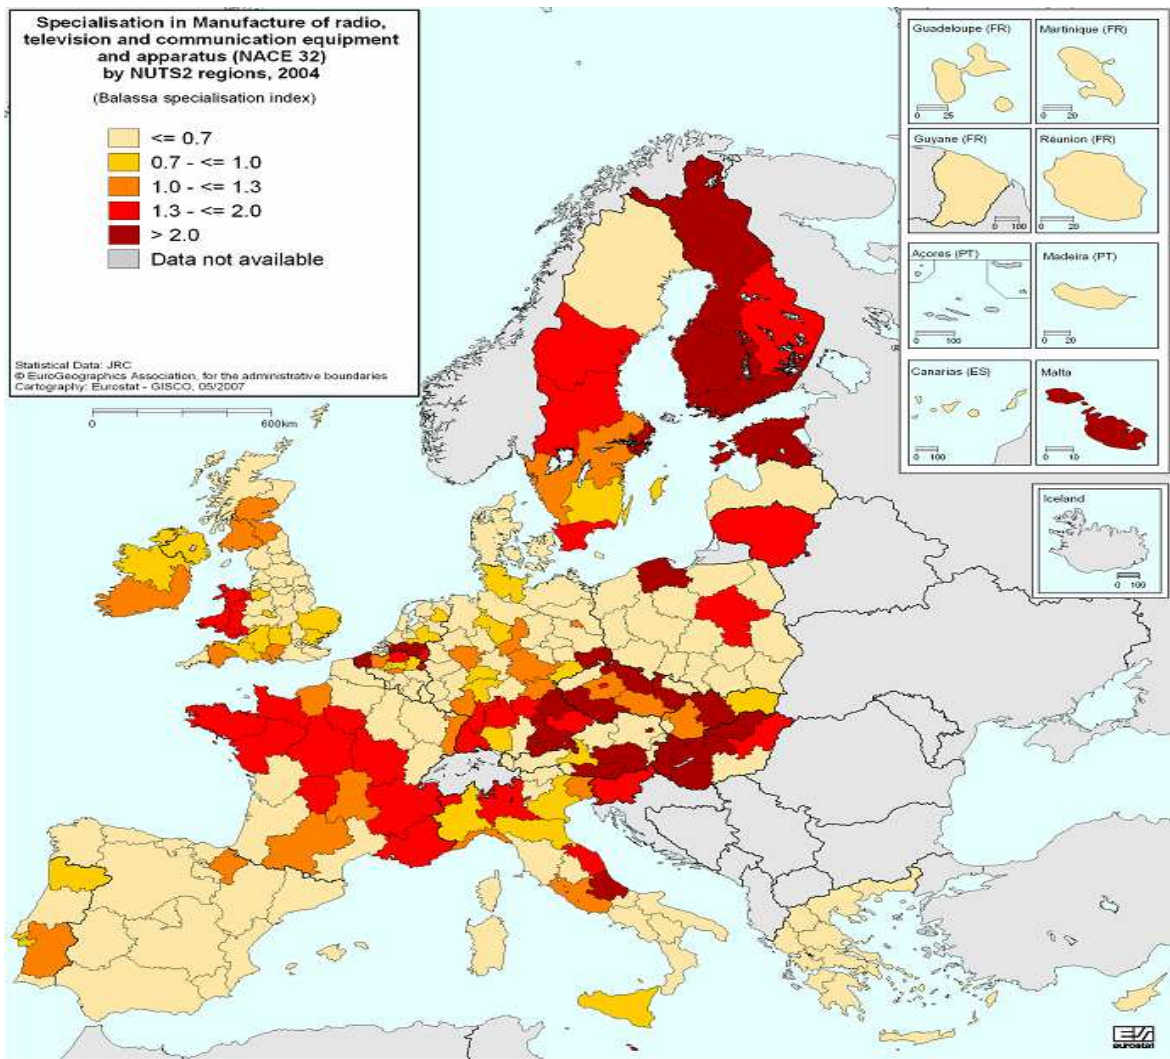 Specialisation in Manufacture of radio,
television and communication equipment
and apparatus (NACE 32)
by NUTS2 regions, 2004
(Balassa specialisation index)
<= 0.7
0.7 - <= 1.0
1.0 - <= 1.3
1.3 - <= 2.0
> 2.0
Data not available
Statistical Data: JRC
© EuroGeographics Association, for the administrative boundaries
Cartography: Eurostat - GISCO, 05/2007
0 600km
Guadeloupe (FR)
0 25
Martinique (FR)
0 20
Guyane (FR)
0 100
Réunion (FR)
0 20
Açores (PT)
0 100
Madeira (PT)
0 20
Canarias (ES)
0 100
Malta
0 10
Iceland
0 100
eurostat